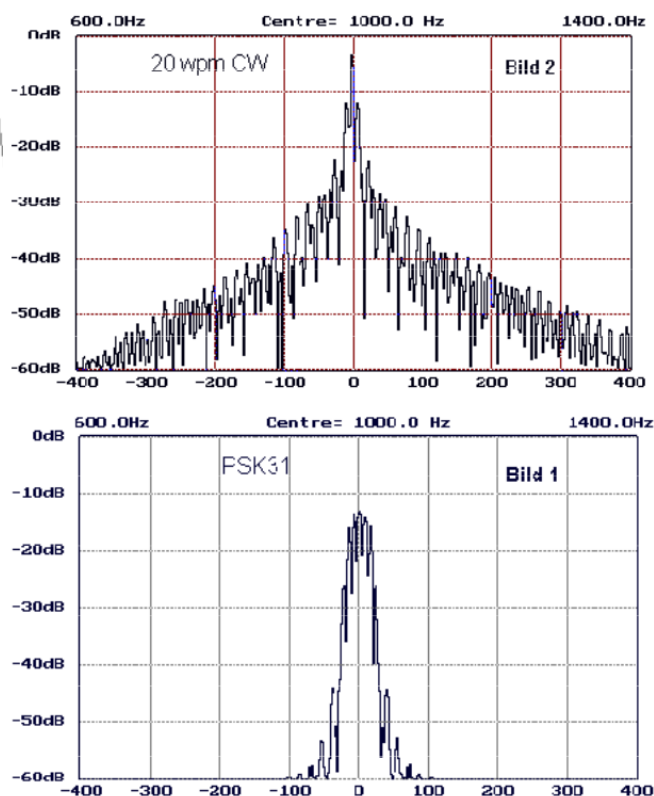 600.0Hz Centre= 1000.0 Hz 1400.0Hz
0dB
20 wpm CW Bild 2
-10dB
-20dB
-30dB
-40dB
-50dB
-60dB
-400 -300 -200 -100 0 100 200 300 400
600.0Hz Centre= 1000.0 Hz 1400.0Hz
0dB
PSK31 Bild 1
-10dB
-20dB
-30dB
-40dB
-50dB
-60dB
-400 -300 -200 -100 0 100 200 300 400